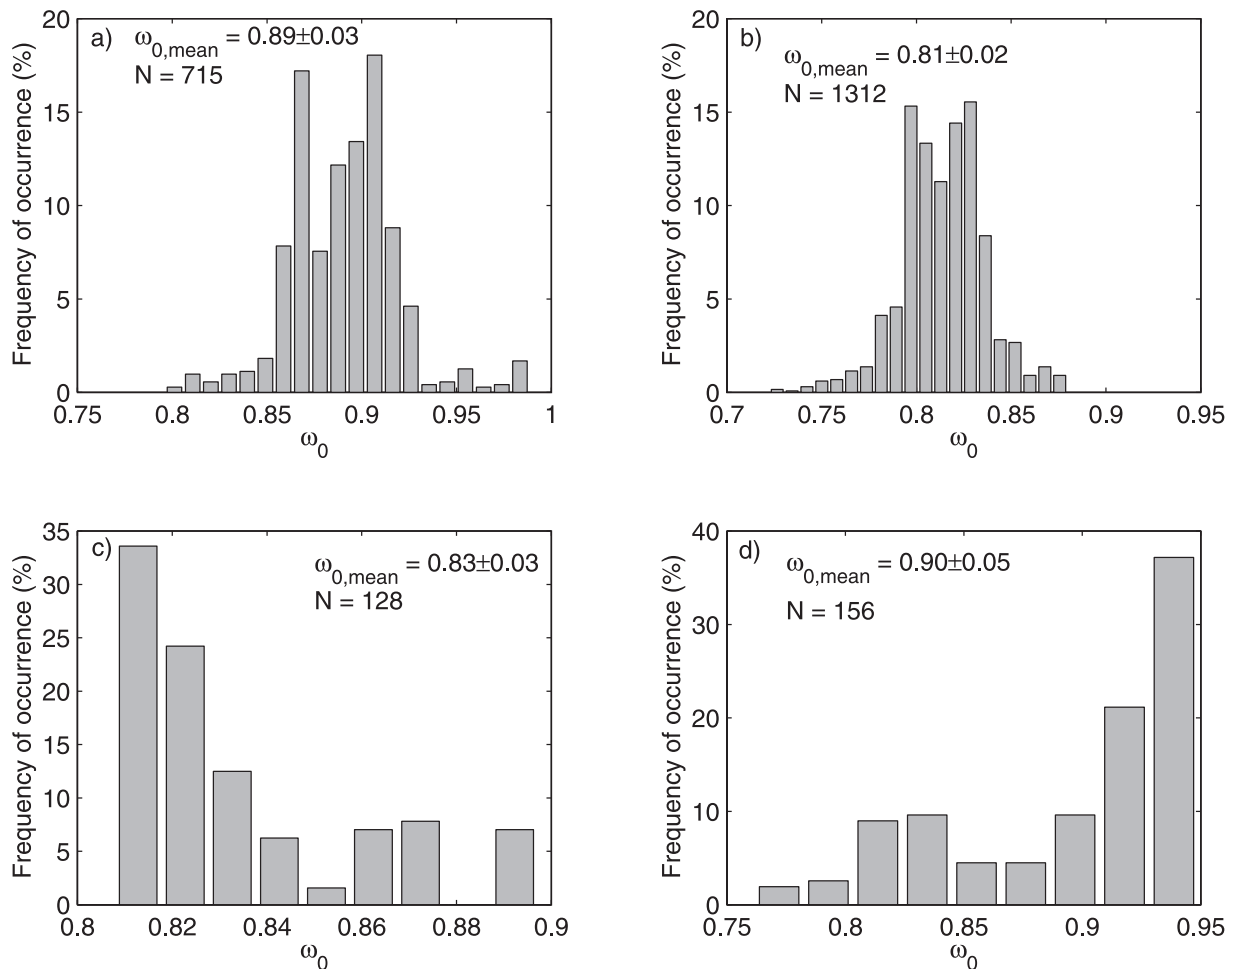 a)
ω0,mean = 0.89±0.03
N = 715
Frequency of occurrence (%)
20
15
10
5
0
0.75 0.8 0.85 0.9 0.95 1
ω0
b)
ω0,mean = 0.81±0.02
N = 1312
Frequency of occurrence (%)
20
15
10
5
0
0.7 0.75 0.8 0.85 0.9 0.95
ω0
c)
ω0,mean = 0.83±0.03
N = 128
Frequency of occurrence (%)
35
30
25
20
15
10
5
0
0.8 0.82 0.84 0.86 0.88 0.9
ω0
d)
ω0,mean = 0.90±0.05
N = 156
Frequency of occurrence (%)
40
30
20
10
0
0.75 0.8 0.85 0.9 0.95
ω0